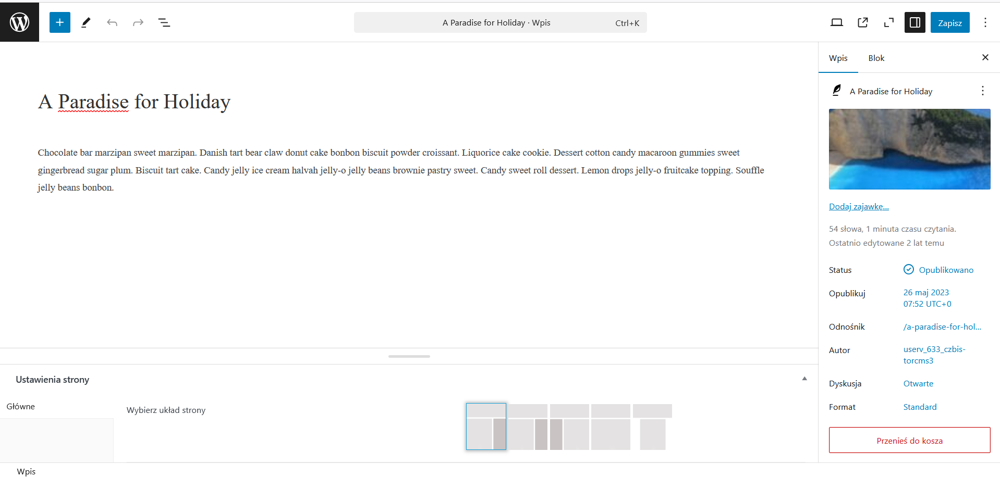 A Paradise for Holiday · Wpis Ctrl+K
Zapisz
Wpis Blok
A Paradise for Holiday
A Paradise for Holiday
Chocolate bar marzipan sweet marzipan. Danish tart bear claw donut cake bonbon biscuit powder croissant. Liquorice cake cookie. Dessert cotton candy macaroon gummies sweet
gingerbread sugar plum. Biscuit tart cake. Candy jelly ice cream halvah jelly-o jelly beans brownie pastry sweet. Candy sweet roll dessert. Lemon drops jelly-o fruitcake topping. Souffle
jelly beans bonbon.
Dodaj zajawkę...
54 słowa, 1 minuta czasu czytania.
Ostatnio edytowane 2 lat temu
Status Opublikowano
Opublikuj 26 maj 2023
07:52 UTC+0
Odnośnik /a-paradise-for-hol...
Autor userv_633_czbis-
torcms3
Dyskusja Otwarte
Format Standard
Przenieś do kosza
Ustawienia strony
Główne
Wybierz układ strony
Wpis